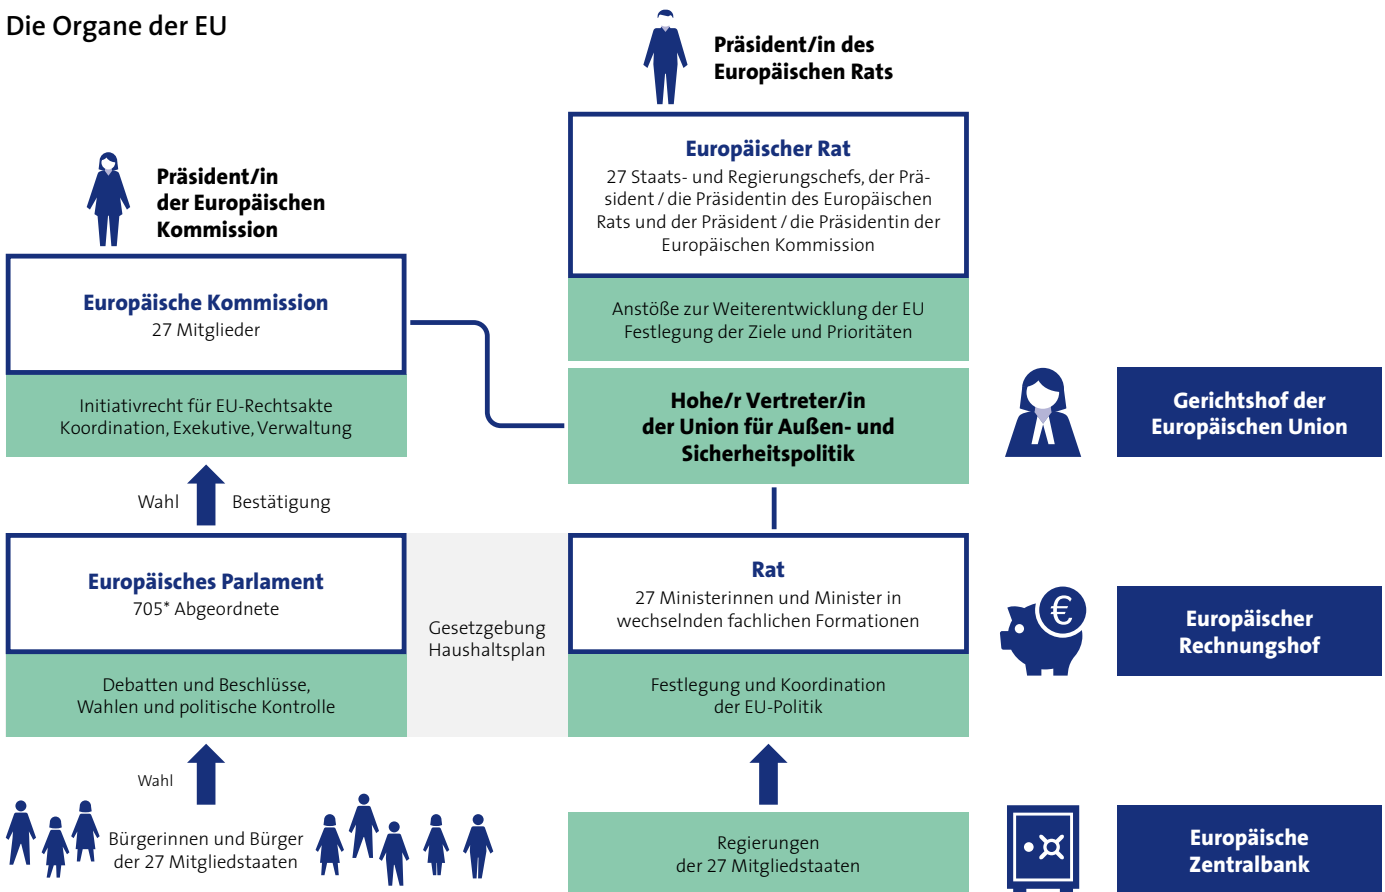 Die Organe der EU
Präsident/in des
Europäischen Rats
Europäischer Rat
27 Staats- und Regierungschefs, der Prä-
sident / die Präsidentin des Europäischen
Rats und der Präsident / die Präsidentin der
Europäischen Kommission
Anstöße zur Weiterentwicklung der EU
Festlegung der Ziele und Prioritäten
Präsident/in
der Europäischen
Kommission
Europäische Kommission
27 Mitglieder
Initiativrecht für EU-Rechtsakte
Koordination, Exekutive, Verwaltung
Hohe/r Vertreter/in
der Union für Außen- und
Sicherheitspolitik
Gerichtshof der
Europäischen Union
Wahl
Bestätigung
Europäisches Parlament
705* Abgeordnete
Debatten und Beschlüsse,
Wahlen und politische Kontrolle
Gesetzgebung
Haushaltsplan
Rat
27 Ministerinnen und Minister in
wechselnden fachlichen Formationen
Festlegung und Koordination
der EU-Politik
€
Europäischer
Rechnungshof
Wahl
Bürgerinnen und Bürger
der 27 Mitgliedstaaten
Regierungen
der 27 Mitgliedstaaten
Europäische
Zentralbank